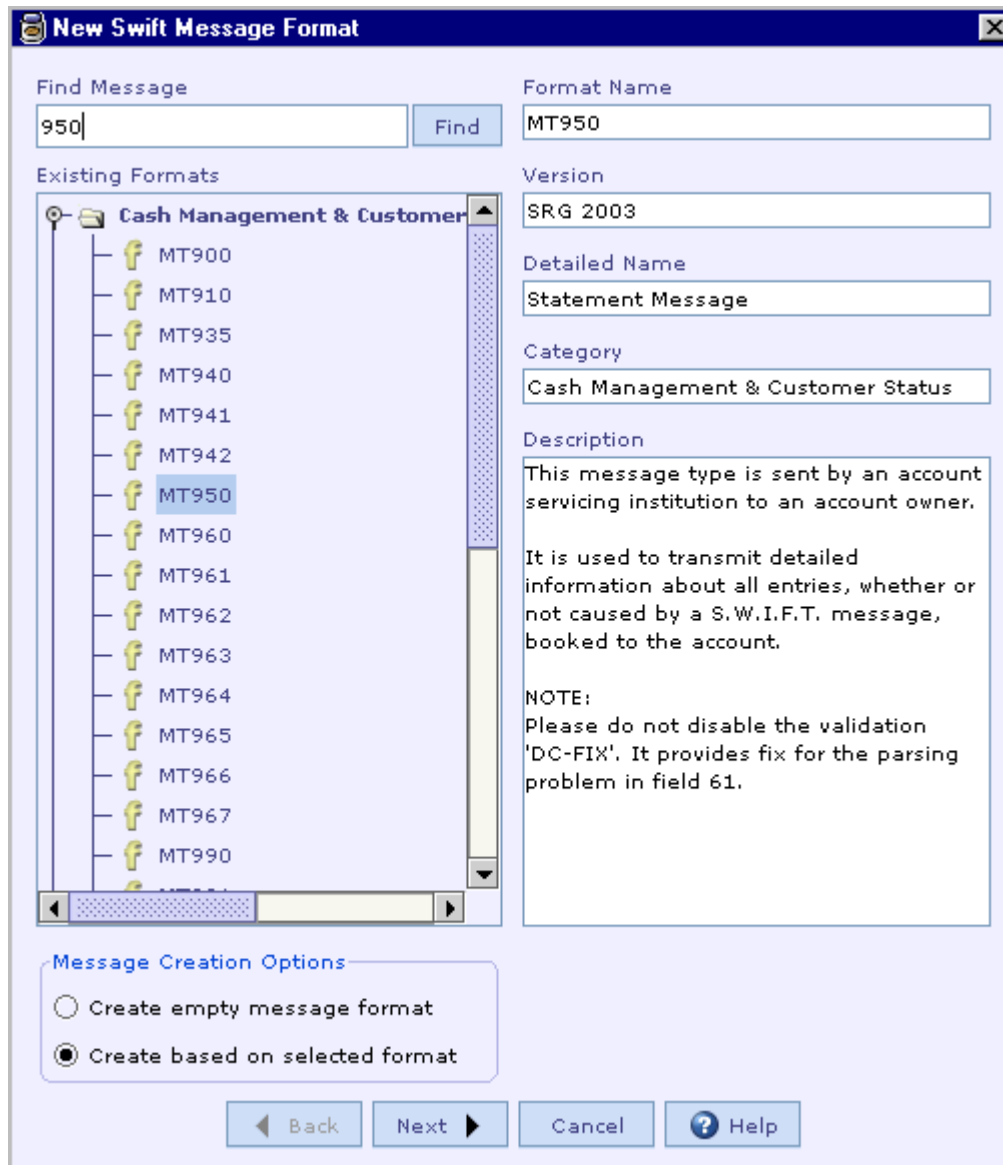 New Swift Message Format
Find Message
950
Find
Existing Formats
Cash Management & Customer
MT900
MT910
MT935
MT940
MT941
MT942
MT950
MT960
MT961
MT962
MT963
MT964
MT965
MT966
MT967
MT990
Format Name
MT950
Version
SRG 2003
Detailed Name
Statement Message
Category
Cash Management & Customer Status
Description
This message type is sent by an account
servicing institution to an account owner.
It is used to transmit detailed
information about all entries, whether or
not caused by a S.W.I.F.T. message,
booked to the account.
NOTE:
Please do not disable the validation
'DC-FIX'. It provides fix for the parsing
problem in field 61.
Message Creation Options
Create empty message format
Create based on selected format
Back
Next
Cancel
Help